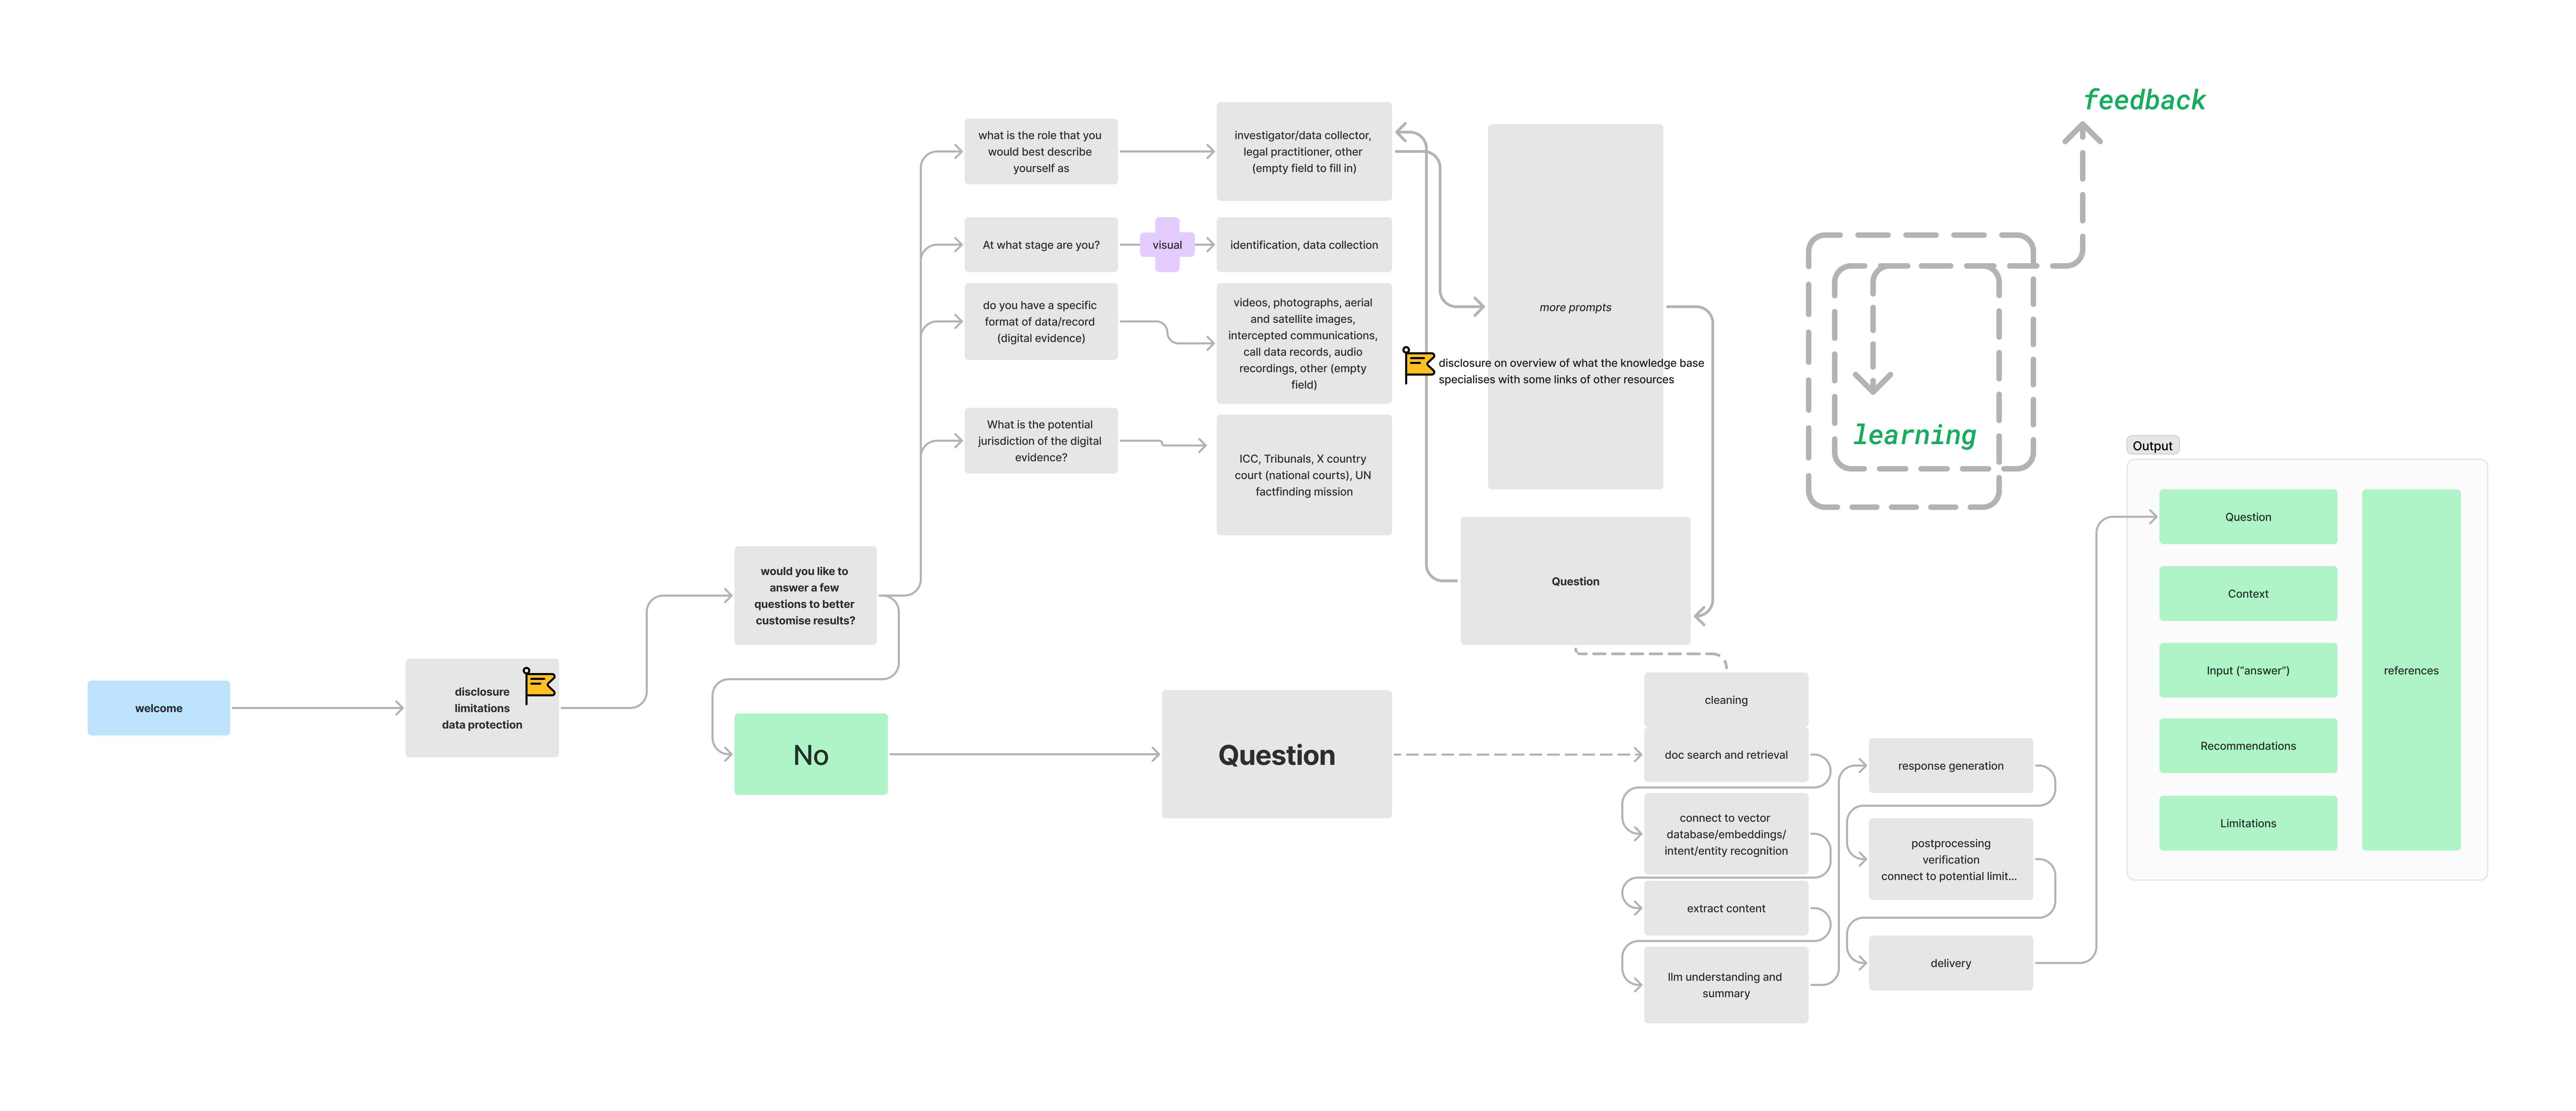 welcome
disclosure
limitations
data protection
would you like to
answer a few
questions to better
customise results?
No
Question
what is the role that you
would best describe
yourself as
investigator/data collector,
legal practitioner, other
(empty field to fill in)
At what stage are you?
visual
identification, data collection
do you have a specific
format of data/record
(digital evidence)
videos, photographs, aerial
and satellite images,
intercepted communications,
call data records, audio
recordings, other (empty
field)
What is the potential
jurisdiction of the digital
evidence?
ICC, Tribunals, X country
court (national courts), UN
factfinding mission
more prompts
disclosure on overview of what the knowledge base
specialises with some links of other resources
Question
cleaning
doc search and retrieval
connect to vector
database/embeddings/
intent/entity recognition
extract content
llm understanding and
summary
response generation
postprocessing
verification
connect to potential limit...
delivery
feedback
learning
Output
Question
Context
Input (“answer”)
Recommendations
Limitations
references